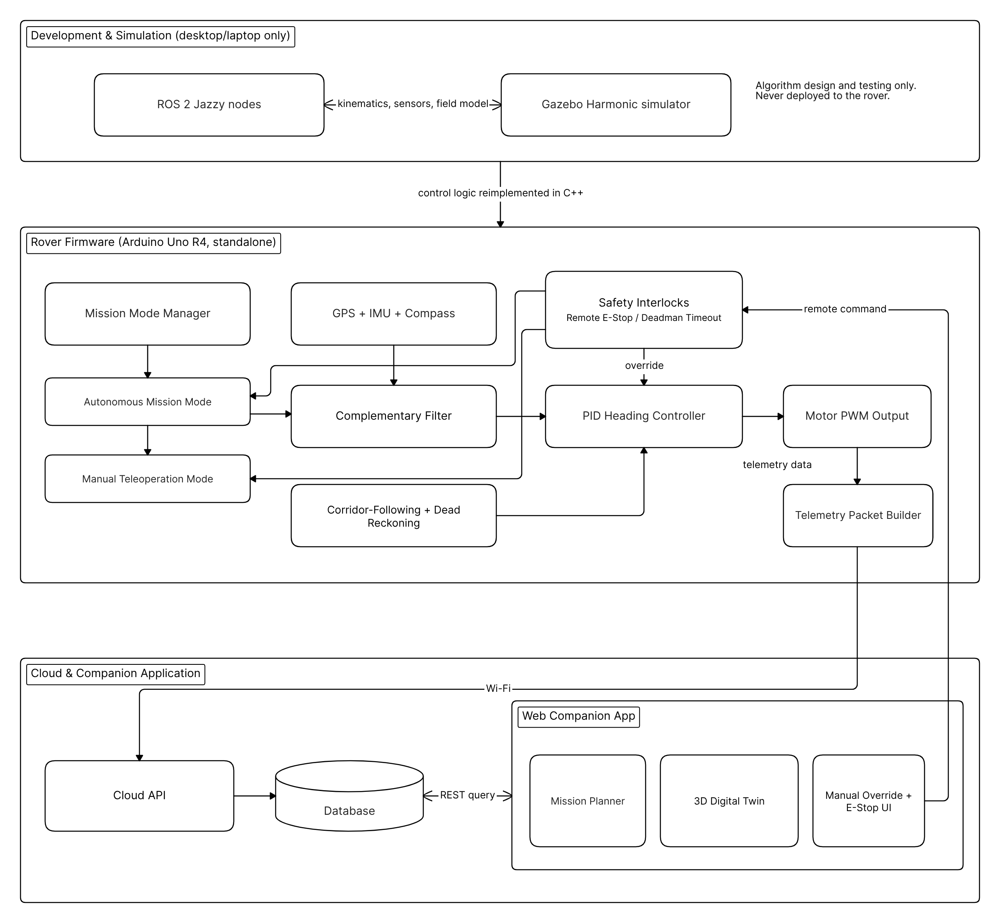 Development & Simulation (desktop/laptop only)
ROS 2 Jazzy nodes
kinematics, sensors, field model
Gazebo Harmonic simulator
Algorithm design and testing only.
Never deployed to the rover.
control logic reimplemented in C++
Rover Firmware (Arduino Uno R4, standalone)
Mission Mode Manager
GPS + IMU + Compass
Safety Interlocks
Remote E-Stop / Deadman Timeout
remote command
override
Autonomous Mission Mode
Complementary Filter
PID Heading Controller
Motor PWM Output
telemetry data
Manual Teleoperation Mode
Corridor-Following + Dead
Reckoning
Telemetry Packet Builder
Cloud & Companion Application
Wi-Fi
Web Companion App
Cloud API
Database
REST query
Mission Planner
3D Digital Twin
Manual Override +
E-Stop UI